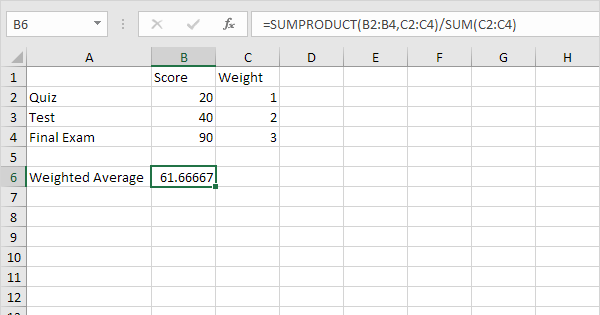 B6 fx =SUMPRODUCT(B2:B4,C2:C4)/SUM(C2:C4)
A B C D E F G H
1 Score Weight
2 Quiz 20 1
3 Test 40 2
4 Final Exam 90 3
5
6 Weighted Average 61.66667
7
8
9
10
11
12